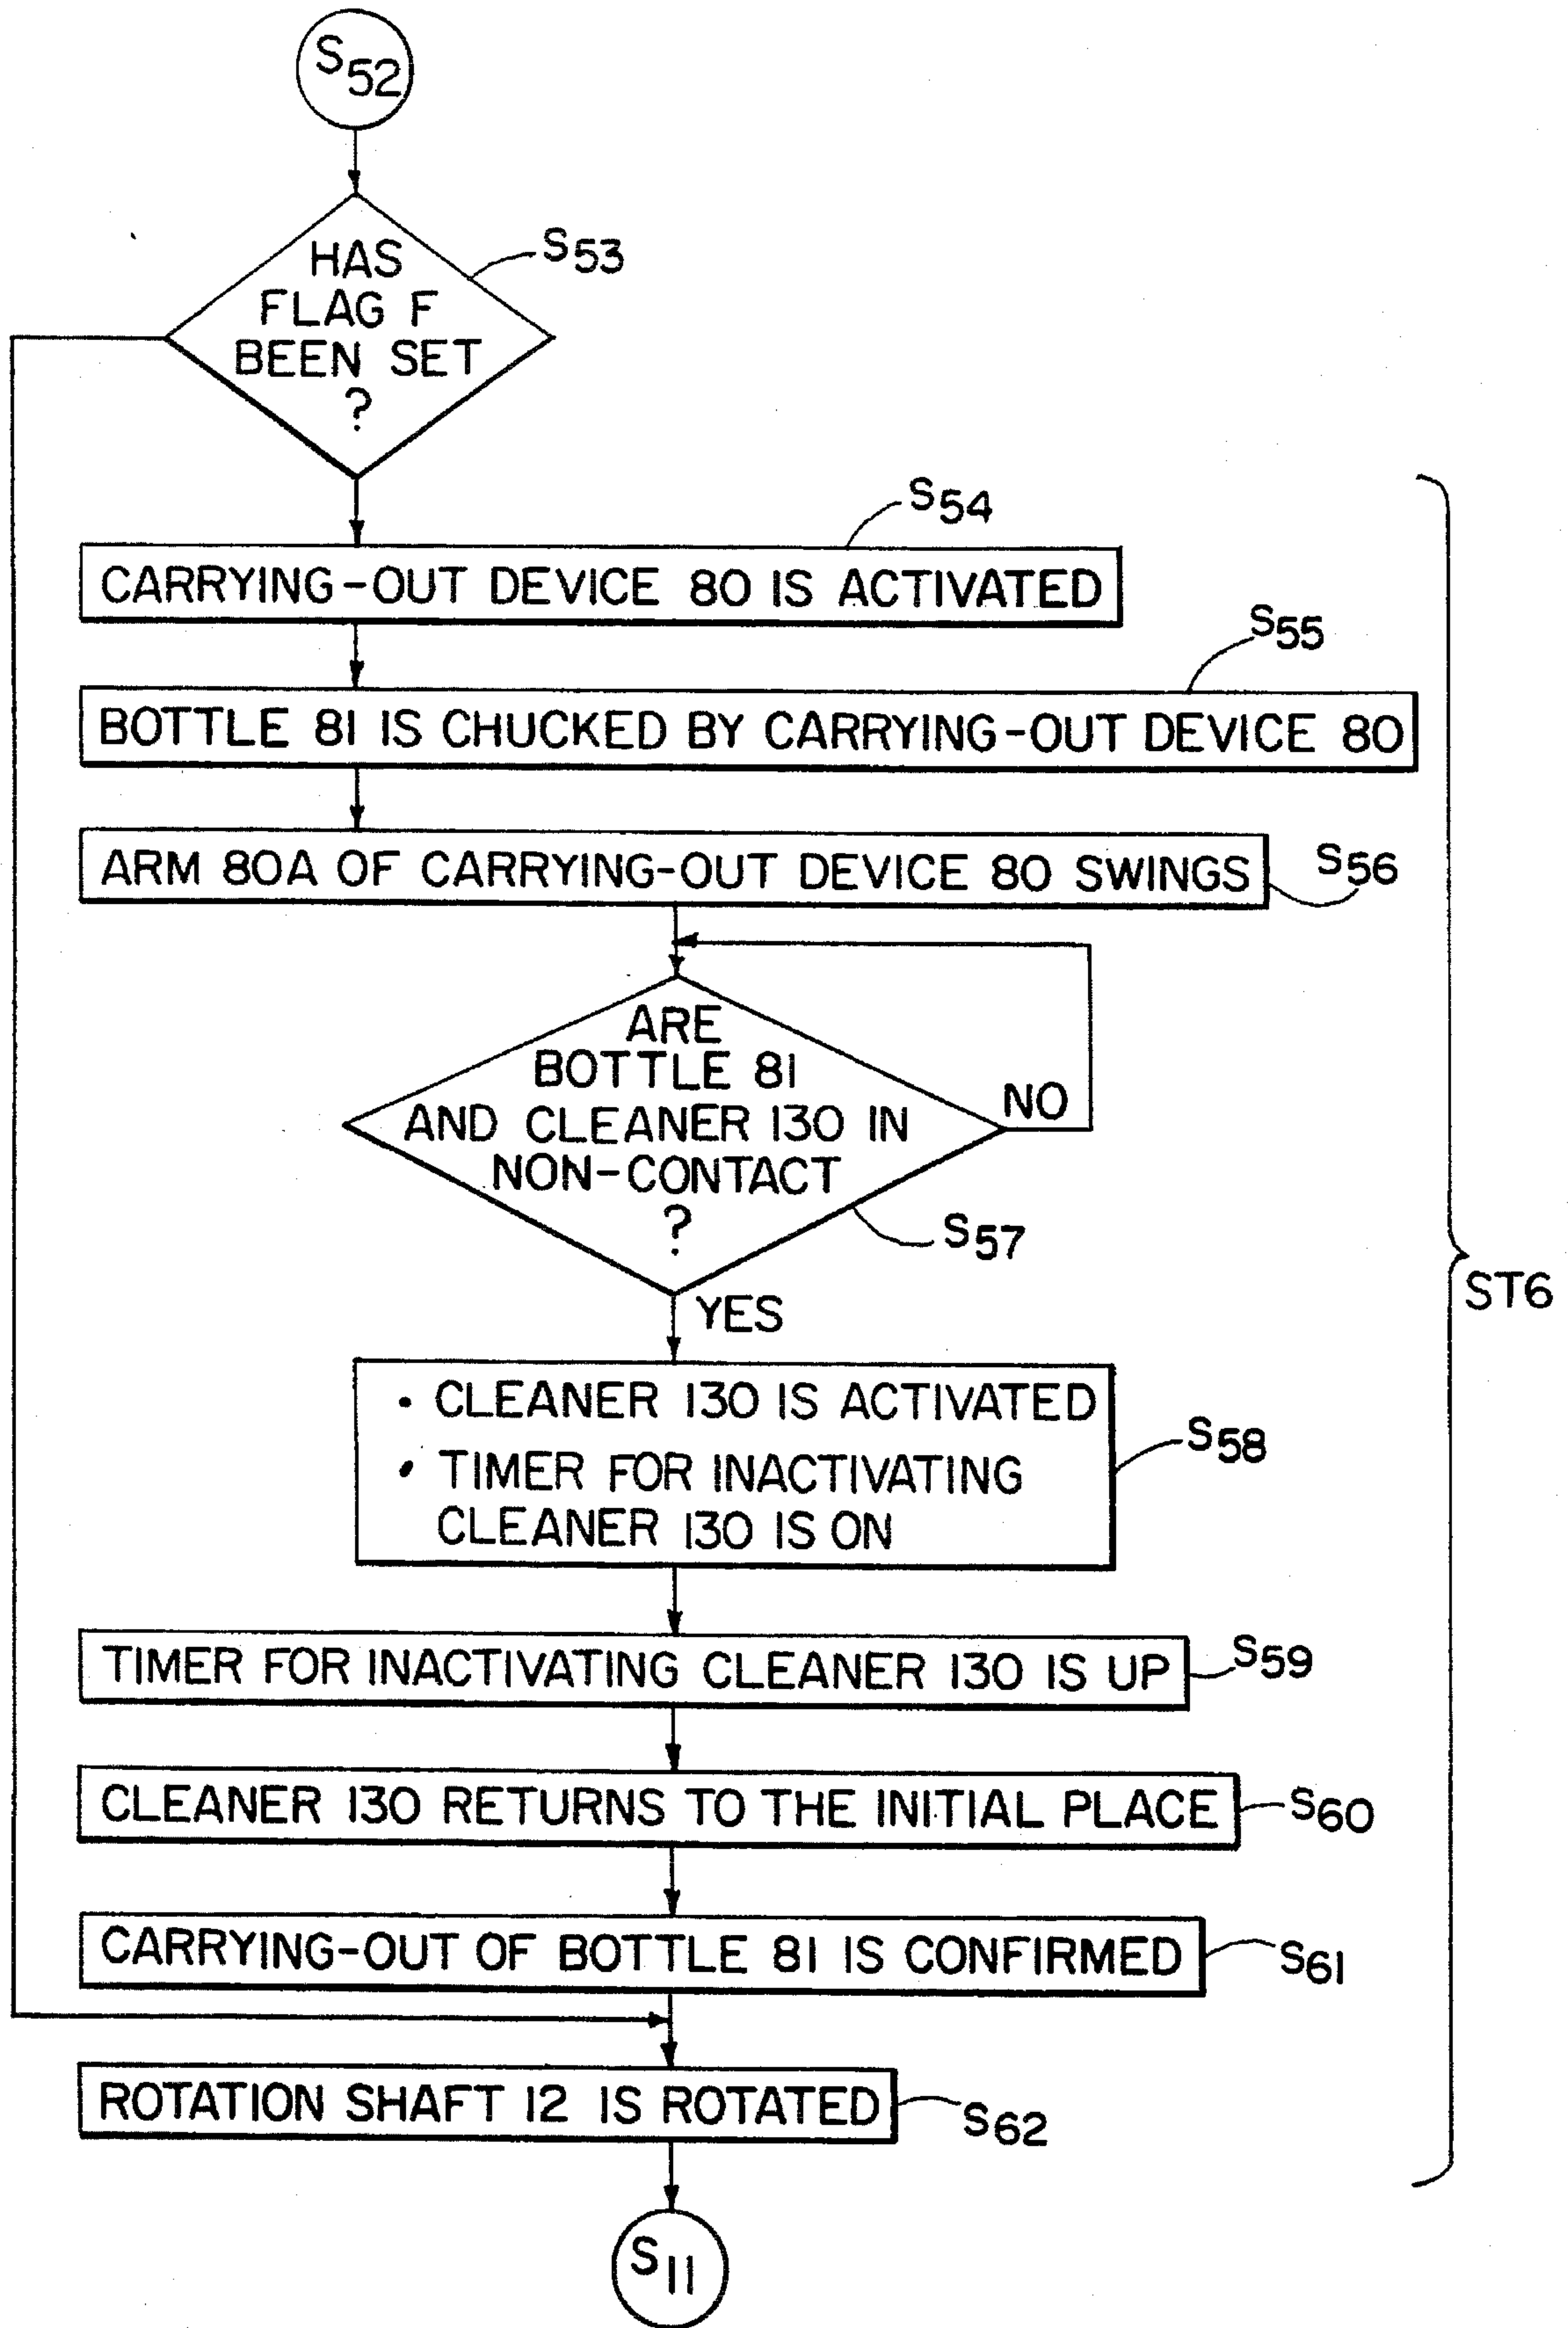 S52
HAS
FLAG F
BEEN SET
?
S53
S54
CARRYING-OUT DEVICE 80 IS ACTIVATED
S55
BOTTLE 81 IS CHUCKED BY CARRYING-OUT DEVICE 80
ARM 80A OF CARRYING-OUT DEVICE 80 SWINGS
S56
ARE
BOTTLE 81
AND CLEANER 130 IN
NON-CONTACT
?
NO
S57
YES
ST6
• CLEANER 130 IS ACTIVATED
• TIMER FOR INACTIVATING
CLEANER 130 IS ON
S58
TIMER FOR INACTIVATING CLEANER 130 IS UP
S59
CLEANER 130 RETURNS TO THE INITIAL PLACE
S60
CARRYING-OUT OF BOTTLE 81 IS CONFIRMED
S61
ROTATION SHAFT 12 IS ROTATED
S62
S11